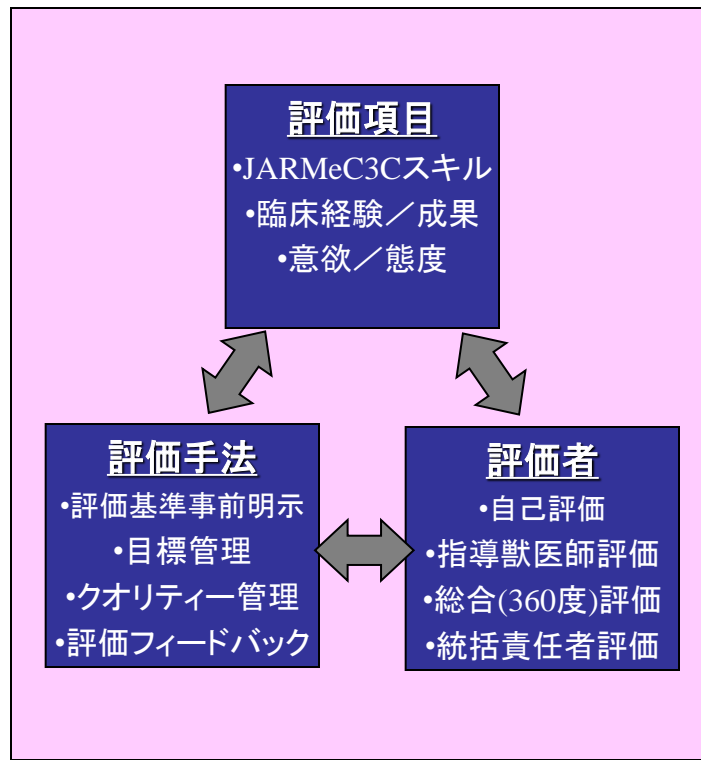 評価項目
•JARMeC3Cスキル
•臨床経験／成果
•意欲／態度
評価手法
•評価基準事前明示
•目標管理
•クオリティー管理
•評価フィードバック
評価者
•自己評価
•指導獣医師評価
•総合(360度)評価
•統括責任者評価